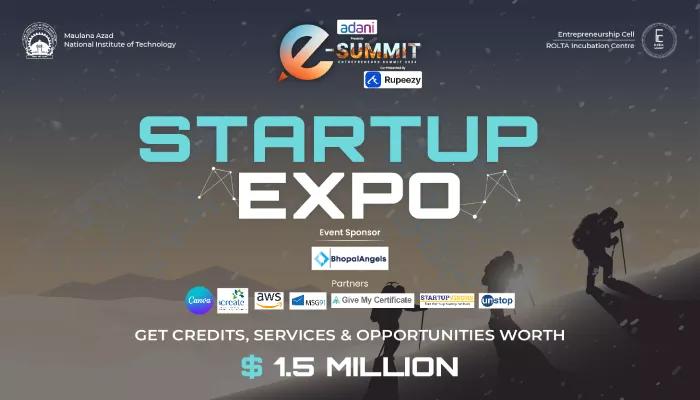 Maulana Azad
National Institute of Technology
adani
Presents
e-SUMMIT
ENTREPRENEURS SUMMIT 2024
Co-Presented By
Rupeezy
Entrepreneurship Cell
ROLTA Incubation Centre
STARTUP
EXPO
Event Sponsor
BhopalAngels
Partners
Canva
icreate
aws
MSG91
Give My Certificate
unstop
GET CREDITS, SERVICES & OPPORTUNITIES WORTH
$ 1.5 MILLION